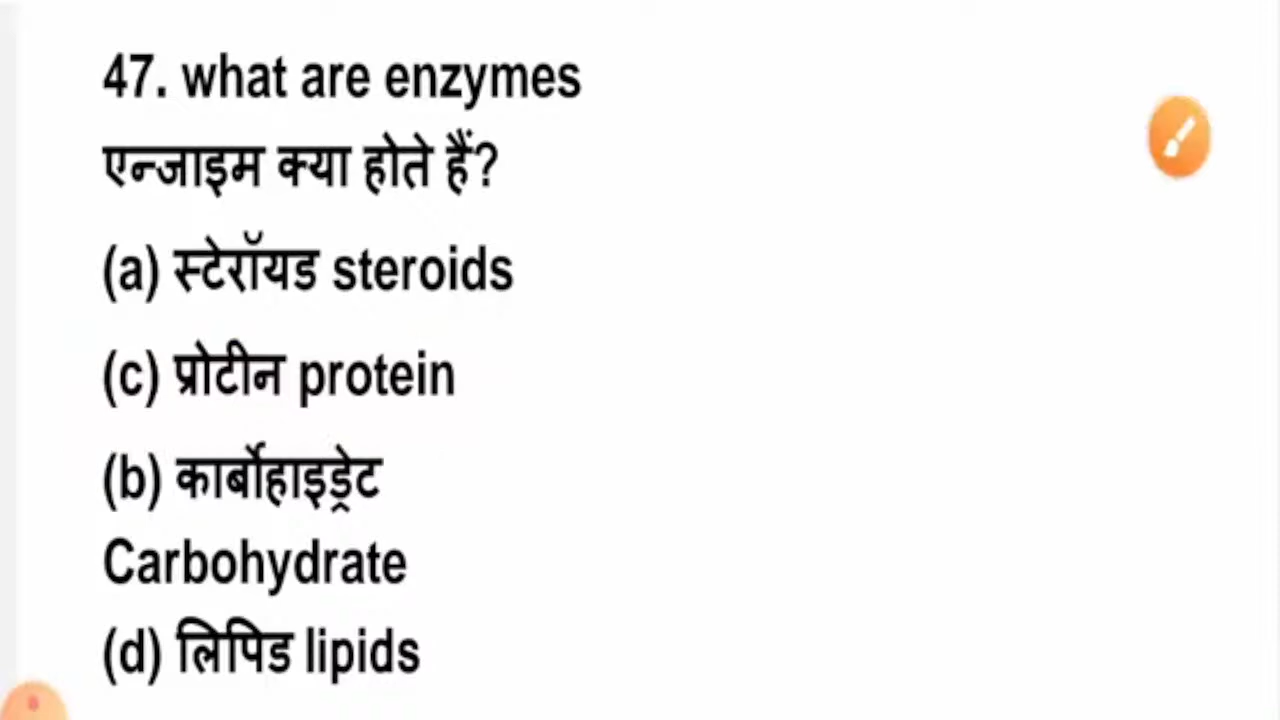 47. what are enzymes
एन्जाइम क्या होते हैं?
(a) स्टेरॉयड steroids
(c) प्रोटीन protein
(b) कार्बोहाइड्रेट
Carbohydrate
(d) लिपिड lipids